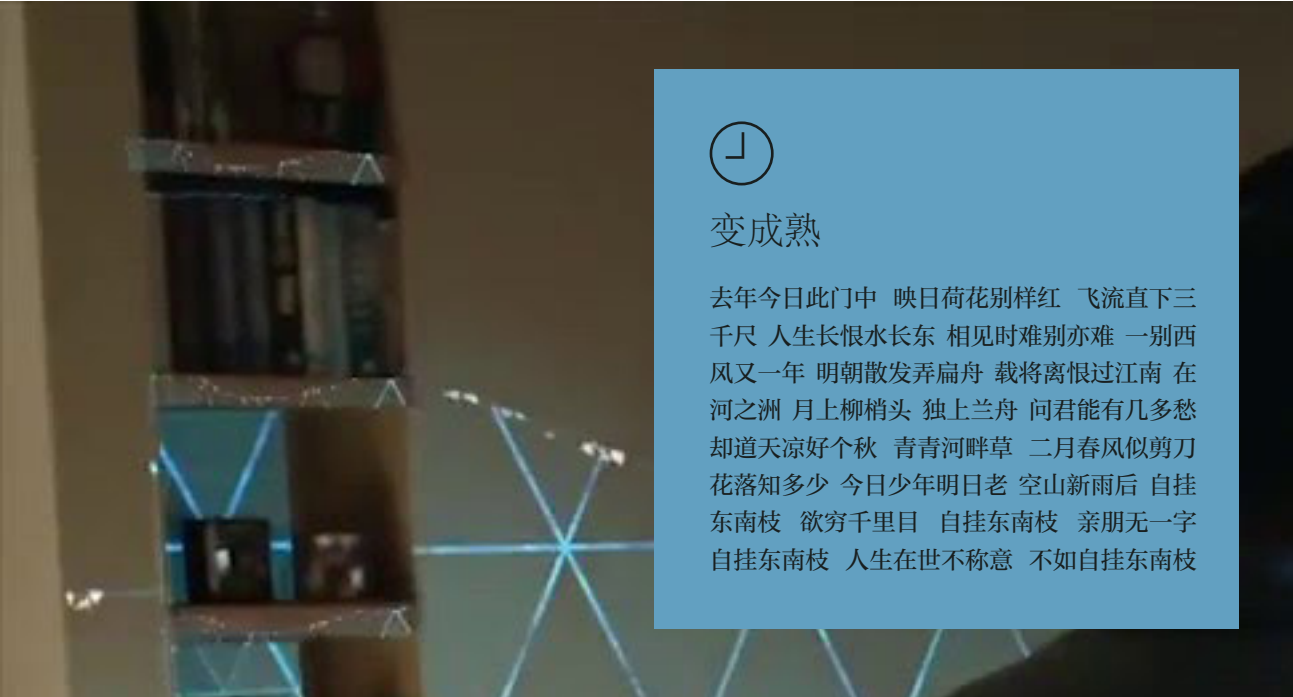 变成熟
去年今日此门中 映日荷花别样红 飞流直下三
千尺 人生长恨水长东 相见时难别亦难 一别西
风又一年 明朝散发弄扁舟 载将离恨过江南 在
河之洲 月上柳梢头 独上兰舟 问君能有几多愁
却道天凉好个秋 青青河畔草 二月春风似剪刀
花落知多少 今日少年明日老 空山新雨后 自挂
东南枝 欲穷千里目 自挂东南枝 亲朋无一字
自挂东南枝 人生在世不称意 不如自挂东南枝